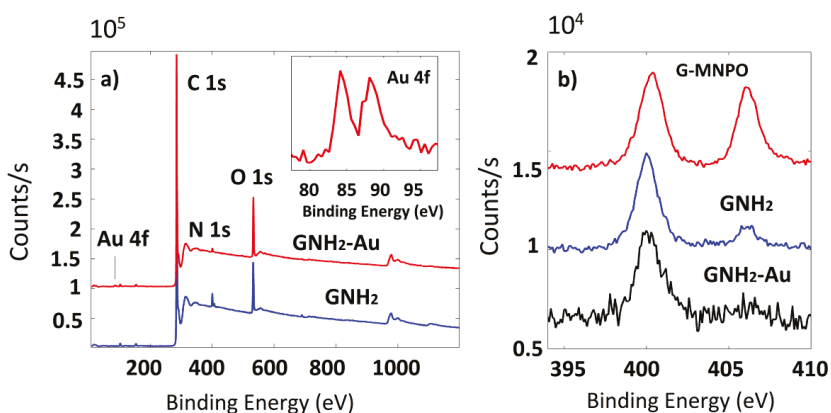 10⁵
a)
C 1s
Au 4f
O 1s
N 1s
Au 4f
GNH₂-Au
GNH₂
4.5
4
3.5
3
2.5
2
1.5
1
0.5
200 400 600 800 1000
Binding Energy (eV)
Counts/s
80 85 90 95
Binding Energy (eV)
10⁴
b)
G-MNPO
GNH₂
GNH₂-Au
2
1.5
1
0.5
395 400 405 410
Binding Energy (eV)
Counts/s